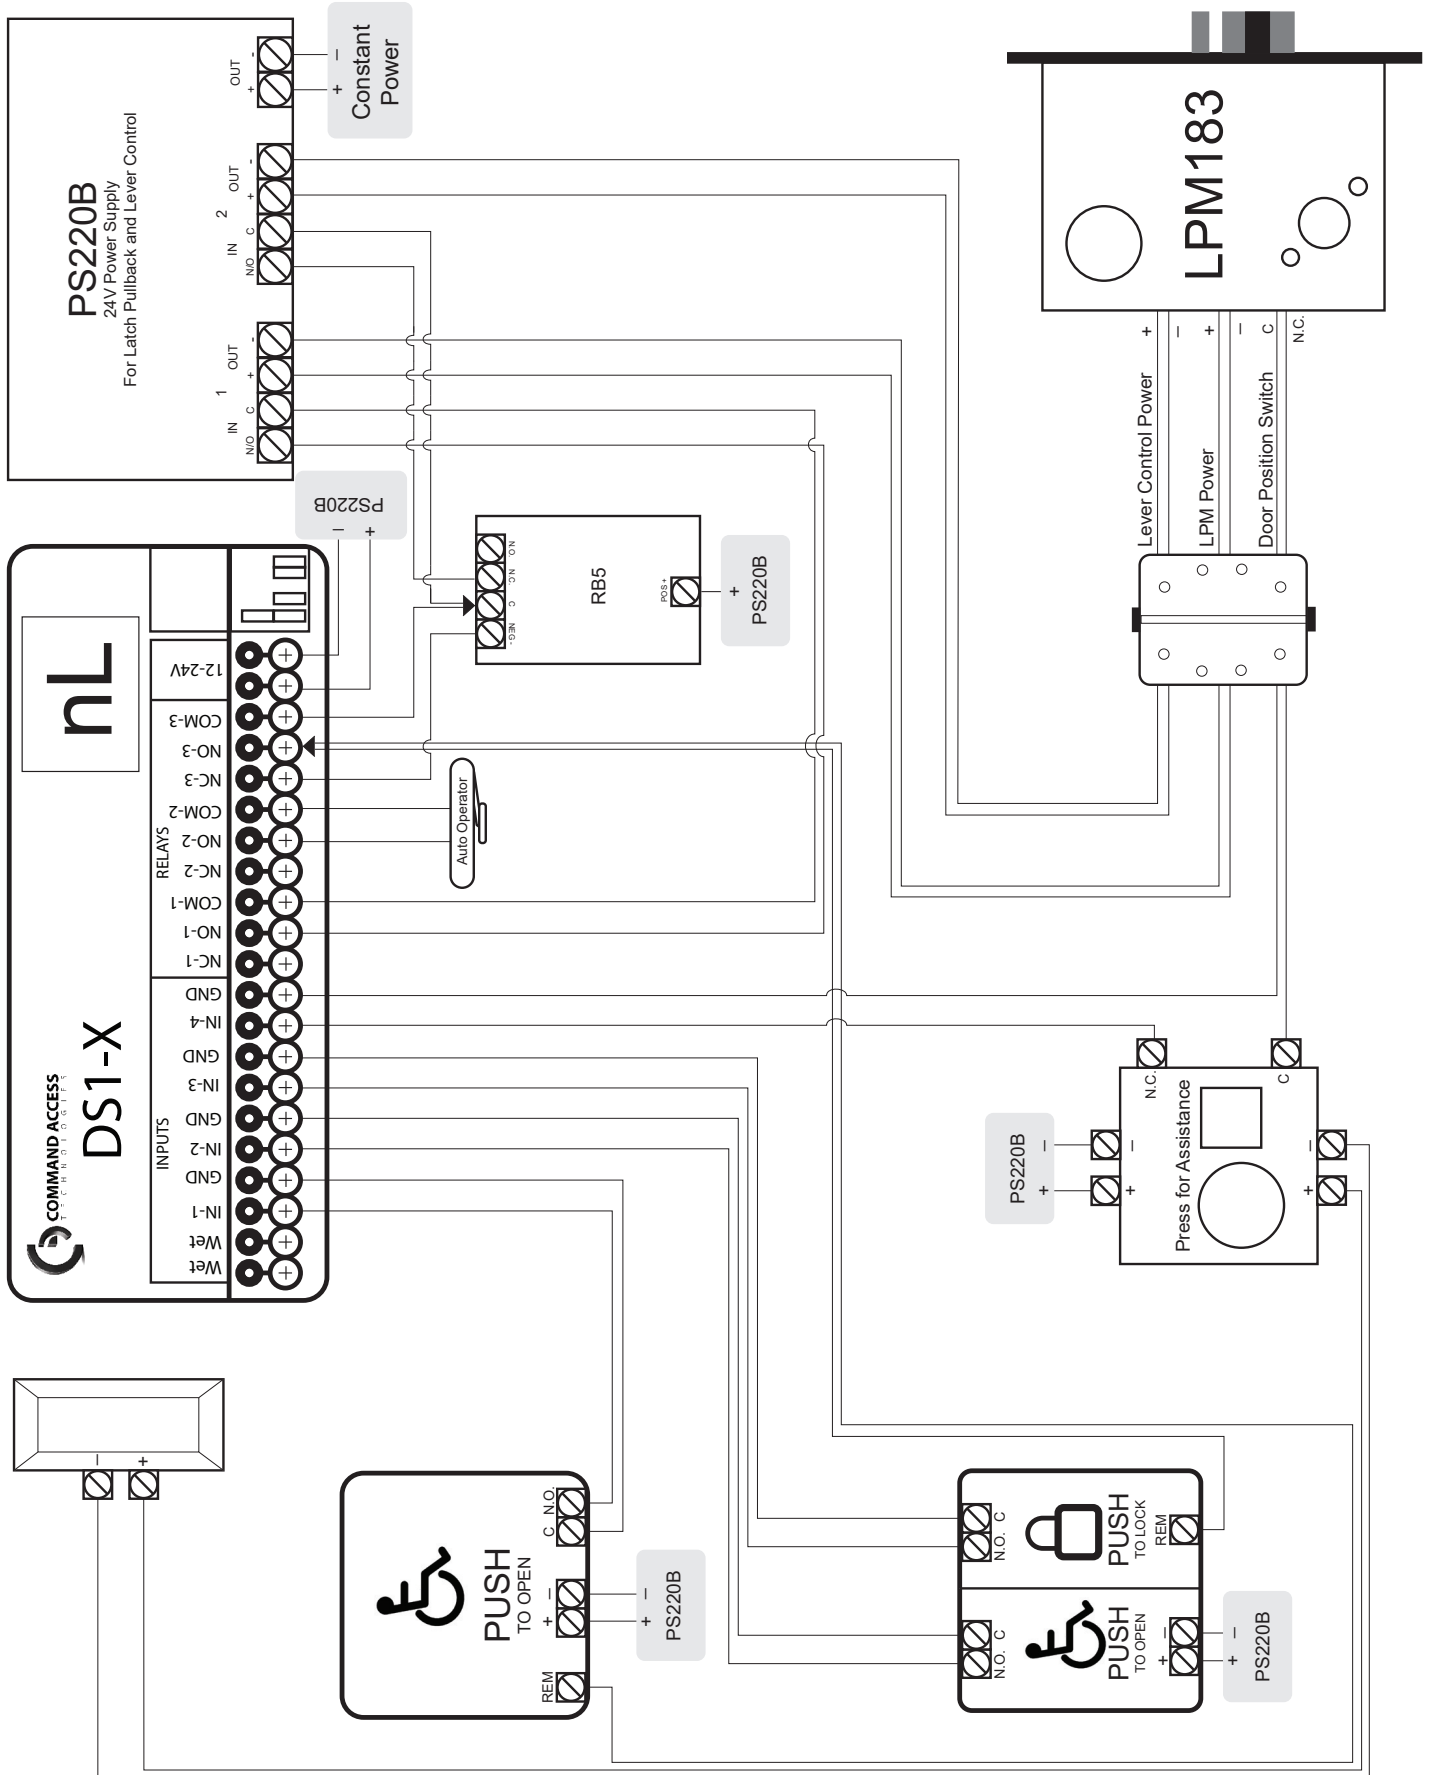 PS220B
24V Power Supply
For Latch Pullback and Lever Control
N/O
C
IN
1
+
-
OUT
N/O
C
IN
2
+
-
OUT
+
-
OUT
+
–
Constant
Power
PS220B
–
+
nL
COMMAND ACCESS
TECHNOLOGIES
DS1-X
INPUTS
RELAYS
Wet
Wet
IN-1
GND
IN-2
GND
IN-3
GND
IN-4
GND
NC-1
NO-1
COM-1
NC-2
NO-2
COM-2
NC-3
NO-3
COM-3
12-24V
Auto Operator
RB5
NEG -
C
N.C.
N.O.
POS +
+
PS220B
LPM183
Lever Control Power
+
–
LPM Power
+
–
Door Position Switch
C
N.C.
Press for Assistance
N.C.
C
+
–
+
–
PS220B
+
–
–
+
PUSH
TO OPEN
REM
+
–
C
N.O.
+
–
PS220B
PUSH
TO OPEN
N.O.
C
+
–
+
–
PS220B
PUSH
TO LOCK
N.O.
C
REM